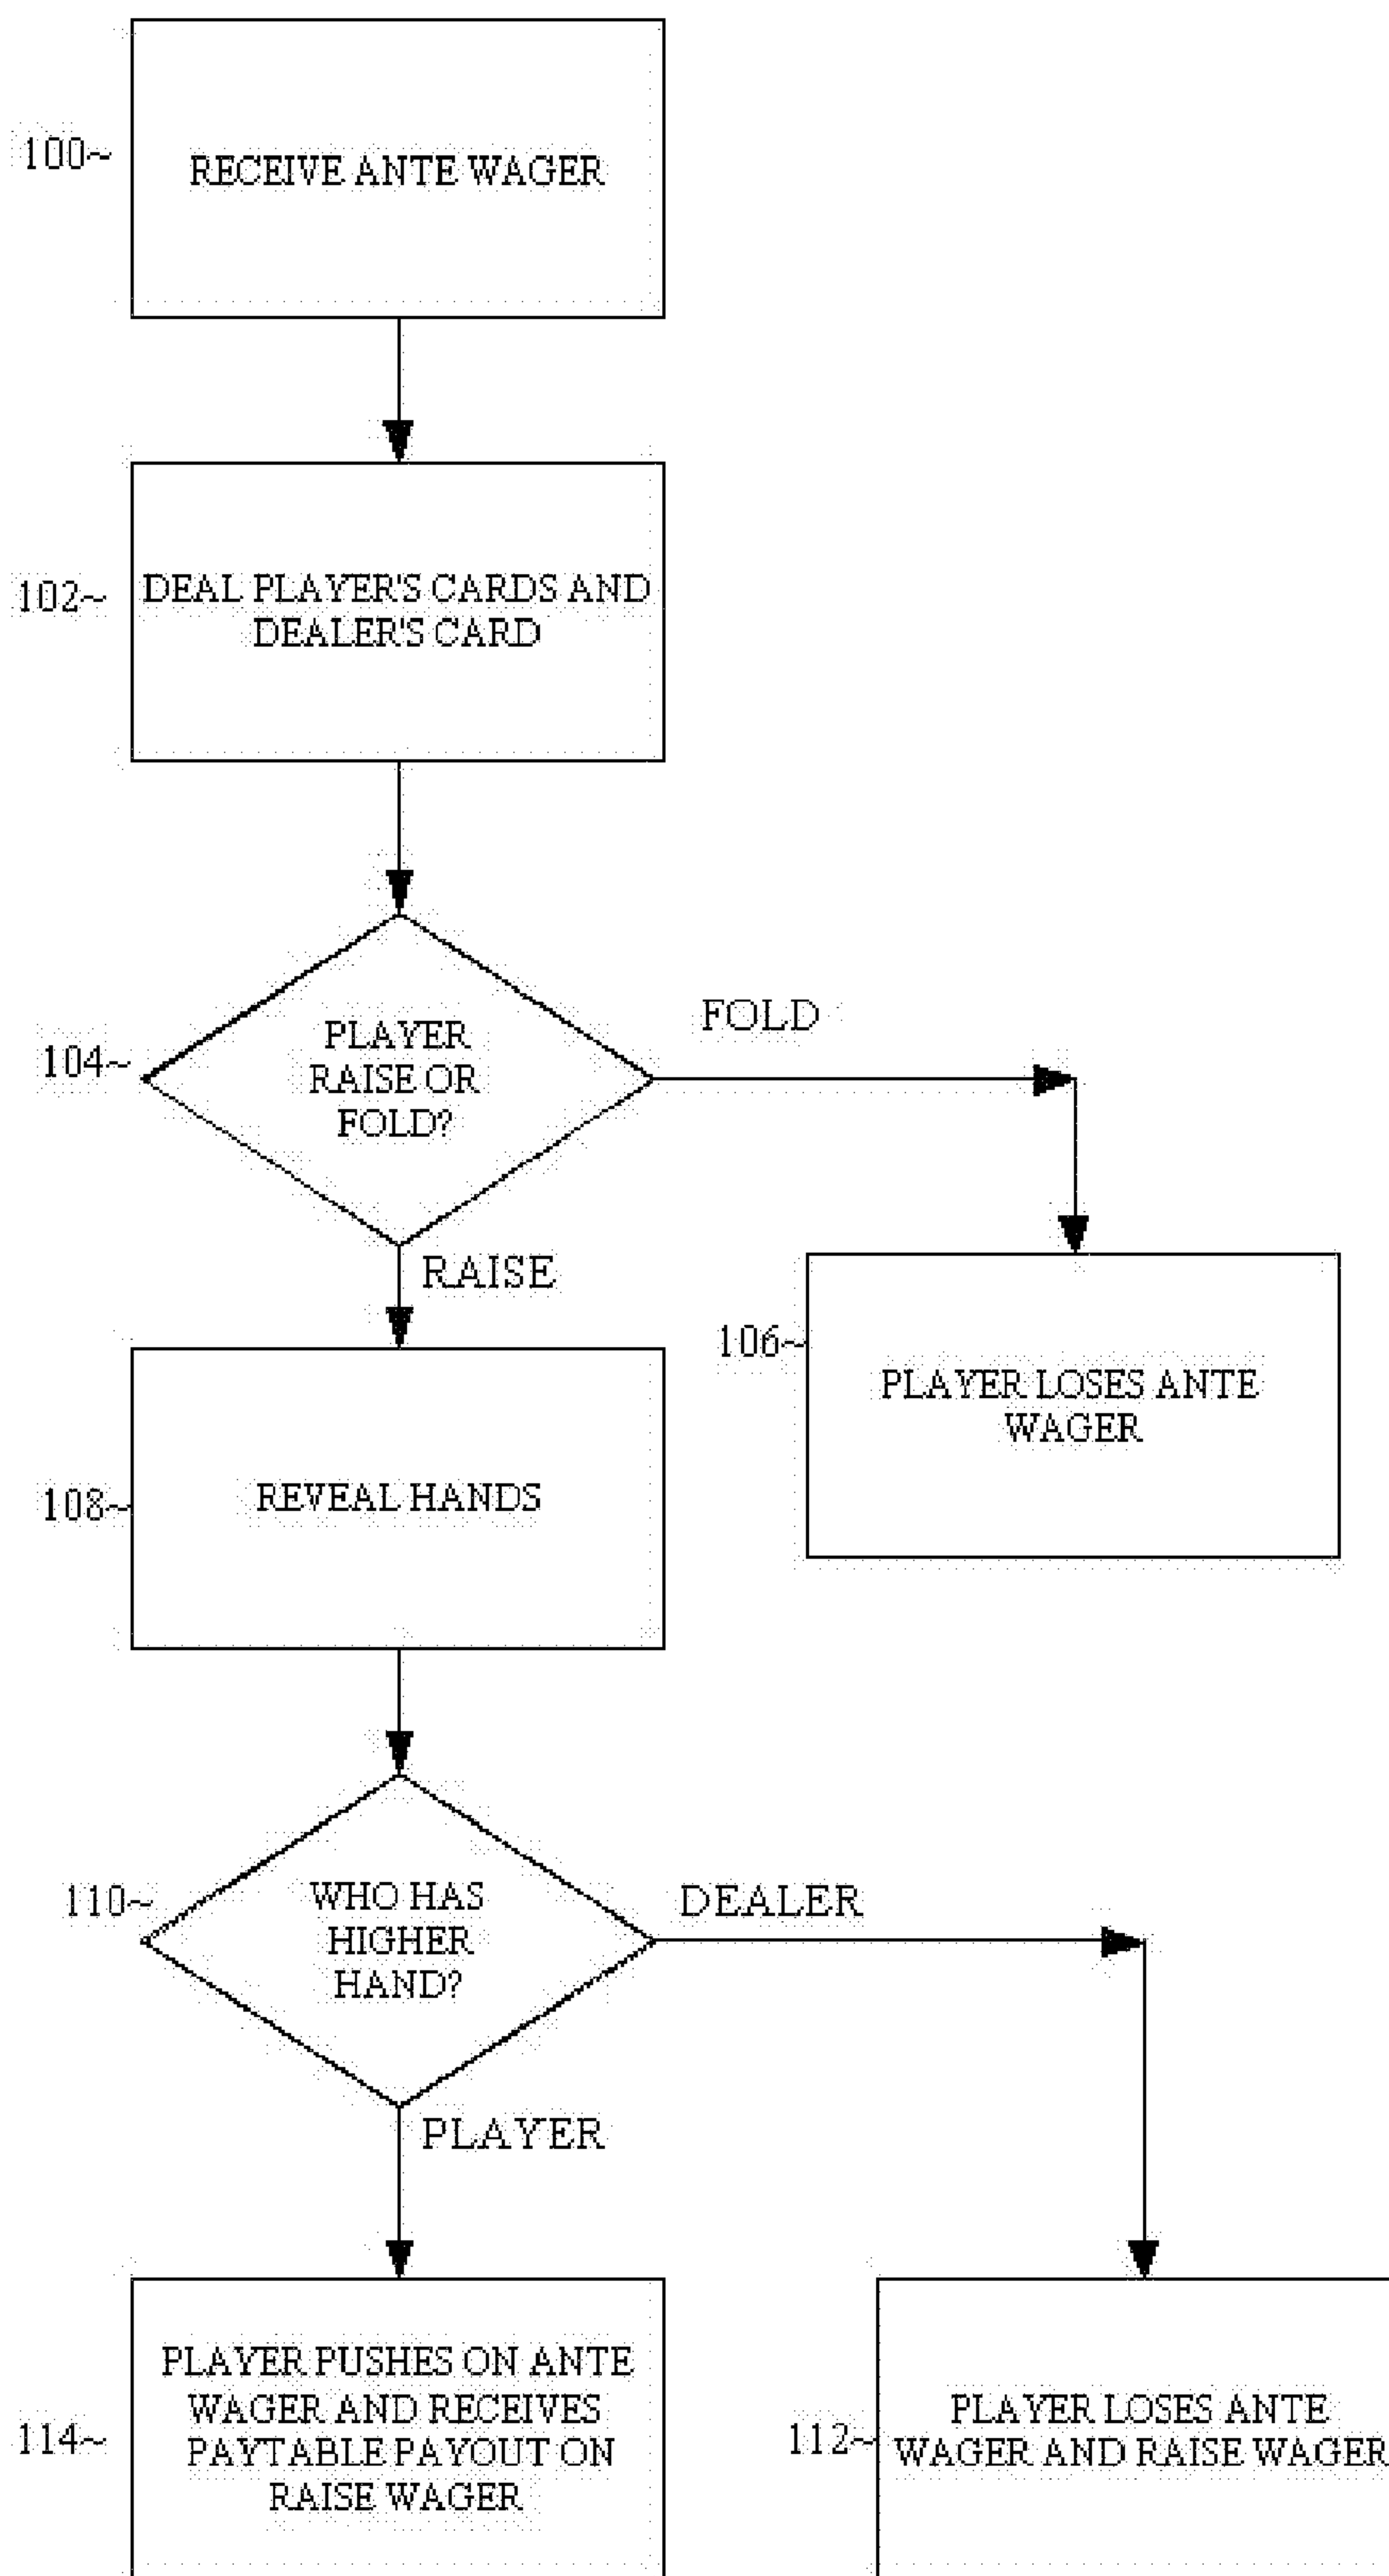 100~
RECEIVE ANTE WAGER
102~
DEAL PLAYER'S CARDS AND
DEALER'S CARD
104~
PLAYER
RAISE OR
FOLD?
FOLD
RAISE
106~
PLAYER LOSES ANTE
WAGER
108~
REVEAL HANDS
110~
WHO HAS
HIGHER
HAND?
DEALER
PLAYER
114~
PLAYER PUSHES ON ANTE
WAGER AND RECEIVES
PAYTABLE PAYOUT ON
RAISE WAGER
112~
PLAYER LOSES ANTE
WAGER AND RAISE WAGER